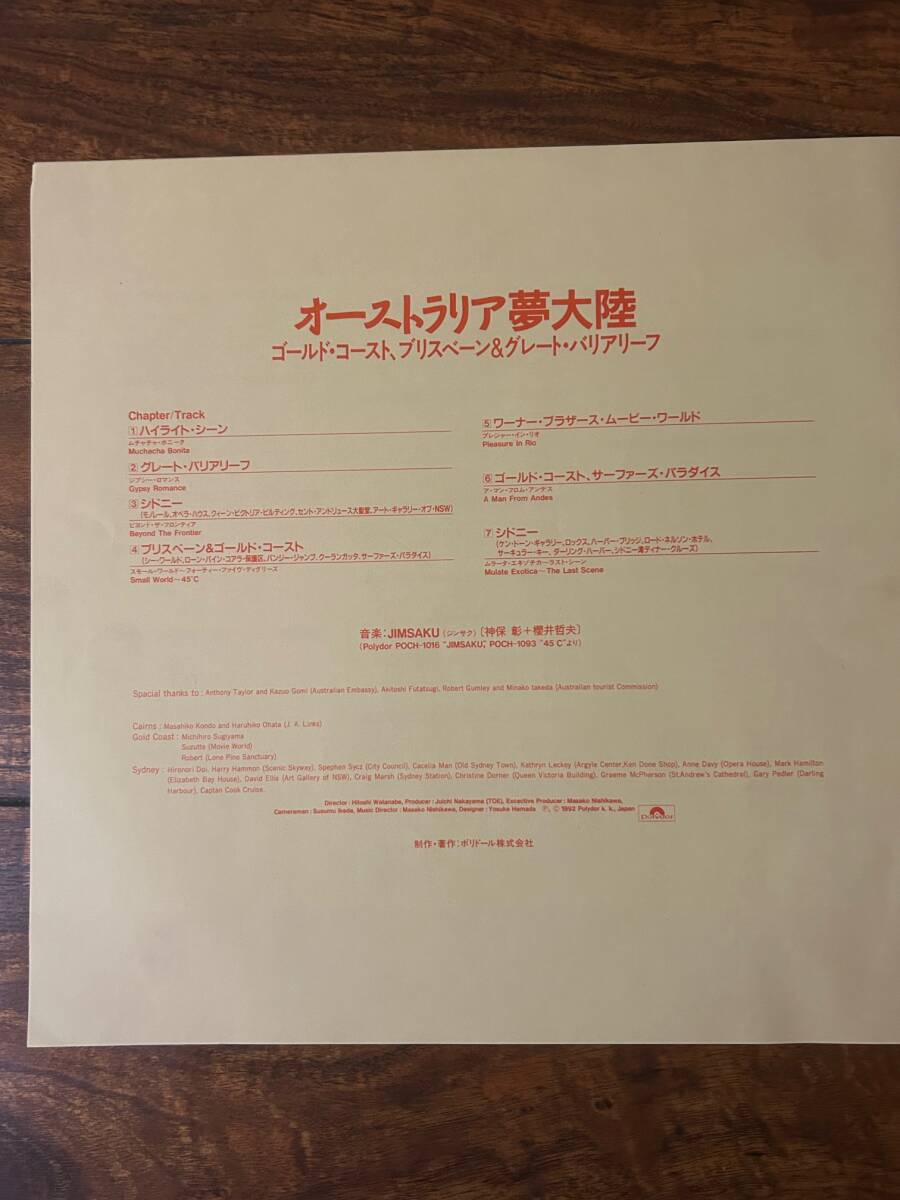 オーストラリア夢大陸
ゴールド・コースト、ブリスベーン&グレート・バリアリーフ
Chapter/Track
1 ハイライト・シーン
ムチャチャ・ボニータ
Muchacha Bonita
2 グレート・バリアリーフ
ジプシー・ロマンス
Gypsy Romance
3 シドニー
(モノレール、オペラ・ハウス、クィーン・ビクトリア・ビルディング、セント・アンドリュース大聖堂、アート・ギャラリー・オブ・NSW)
ビヨンド・ザ・フロンティア
Beyond The Frontier
4 ブリスベーン&ゴールド・コースト
(シー・ワールド、ローン・パイン・コアラ・保護区、バンジー・ジャンプ、クーランガッタ、サーファーズ・パラダイス)
スモール・ワールド〜フォーティー・ファイヴ・ディグリーズ
Small World〜45°C
5 ワーナー・ブラザース・ムービー・ワールド
プレジャー・イン・リオ
Pleasure In Rio
6 ゴールド・コースト、サーファーズ・パラダイス
ア・マン・フロム・アンデス
A Man From Andes
7 シドニー
(ケン・ドーン・ギャラリー、ロックス、ハーバー・ブリッジ、ロード・ネルソン・ホテル、
サーキュラー・キー、ダーリング・ハーバー、シドニー湾ディナー・クルーズ)
ムラータ・エキゾチカ〜ラスト・シーン
Mulate Exotica〜The Last Scene
音楽:JIMSAKU(ジンサク)〔神保 彰+櫻井哲夫〕
(Polydor POCH-1016 "JIMSAKU", POCH-1093 "45°C"より)
Spacial thanks to : Anthony Taylor and Kazuo Gomi (Australian Embassy), Akitoshi Futatsugi, Robert Gumley and Minako takeda (Australian tourist Commission)
Cairns : Masahiko Kondo and Haruhiko Ohata (J. A. Links)
Gold Coast : Michihiro Sugiyama
Suzutte (Movie World)
Robert (Lone Pine Sanctuary)
Sydney : Hironori Doi, Harry Hammon (Scenic Skyway), Spephen Sycz (City Council), Cacelia Man (Old Sydney Town), Kathryn Leckey (Argyle Center,Ken Done Shop), Anne Davy (Opera House), Mark Hamilton
(Elizabeth Bay House), David Ellis (Art Gallery of NSW), Craig Marsh (Sydney Station), Christine Dorner (Queen Victoria Building), Graeme McPherson (St.Andrew's Cathedral), Gary Pedler (Darling
Harbour), Captan Cook Cruise.
Director : Hitoshi Watanabe, Producer : Juichi Nakayama (TOE), Excective Producer : Masako Nishikawa,
Cameraman : Susumu Ikeda, Music Director : Masako Nishikawa, Designer : Yosuke Hamada Ⓟ, © 1992 Polydor k. k., Japan
Polydor
制作・著作:ポリドール株式会社